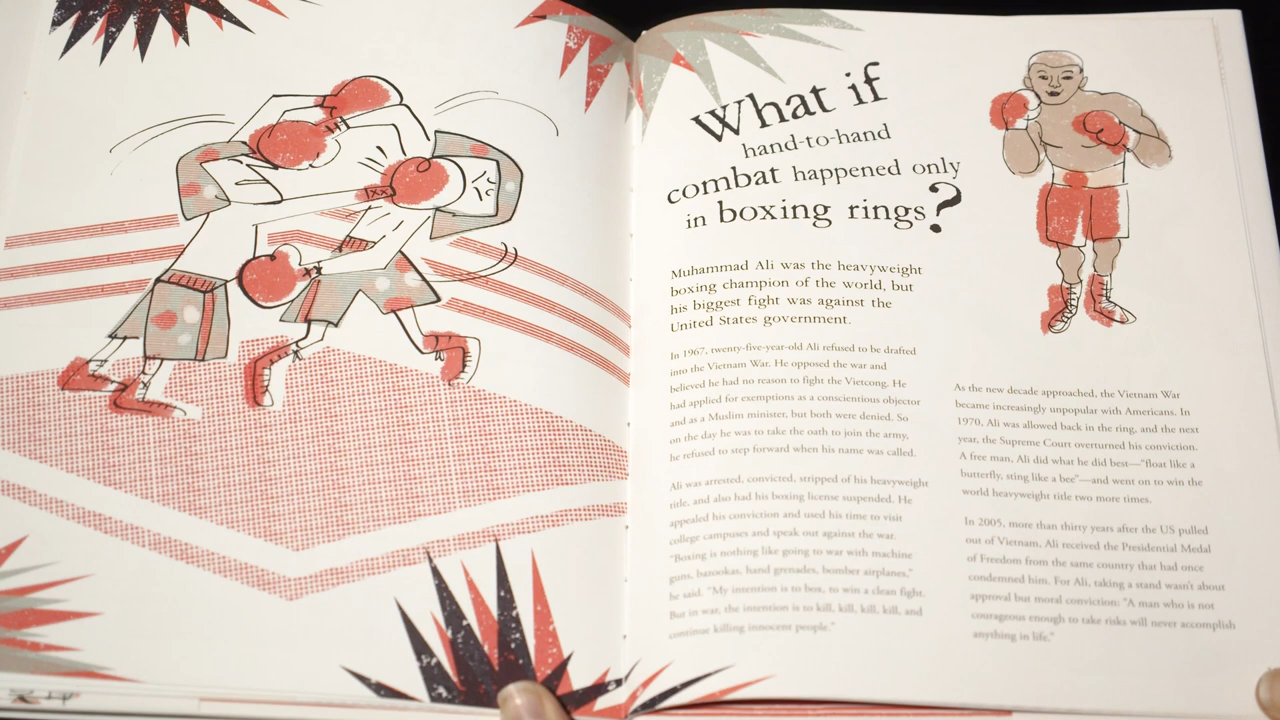 What if
hand-to-hand
combat happened only
in boxing rings?
Muhammad Ali was the heavyweight
boxing champion of the world, but
his biggest fight was against the
United States government.
In 1967, twenty-five-year-old Ali refused to be drafted
into the Vietnam War. He opposed the war and
believed he had no reason to fight the Vietcong. He
had applied for exemptions as a conscientious objector
and as a Muslim minister, but both were denied. So
on the day he was to take the oath to join the army,
he refused to step forward when his name was called.
Ali was arrested, convicted, stripped of his heavyweight
title, and also had his boxing license suspended. He
appealed his conviction and used his time to visit
college campuses and speak out against the war.
"Boxing is nothing like going to war with machine
guns, bazookas, hand grenades, bomber airplanes,"
he said. "My intention is to box, to win a clean fight.
But in war, the intention is to kill, kill, kill, kill, and
continue killing innocent people."
As the new decade approached, the Vietnam War
became increasingly unpopular with Americans. In
1970, Ali was allowed back in the ring, and the next
year, the Supreme Court overturned his conviction.
A free man, Ali did what he did best—"float like a
butterfly, sting like a bee"—and went on to win the
world heavyweight title two more times.
In 2005, more than thirty years after the US pulled
out of Vietnam, Ali received the Presidential Medal
of Freedom from the same country that had once
condemned him. For Ali, taking a stand wasn't about
approval but moral conviction: "A man who is not
courageous enough to take risks will never accomplish
anything in life."